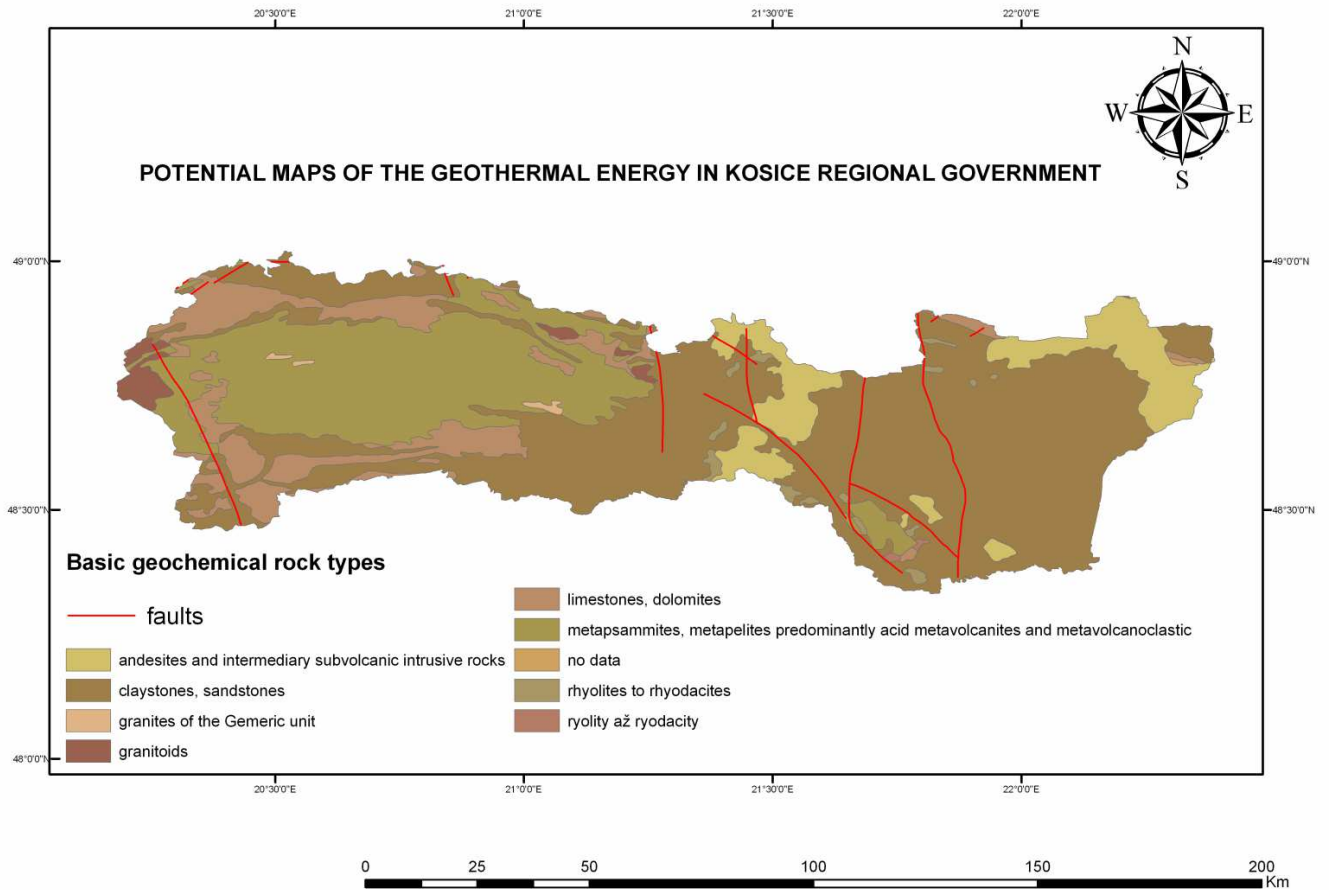 20°30'0"E 21°0'0"E 21°30'0"E 22°0'0"E
N
W E
S
POTENTIAL MAPS OF THE GEOTHERMAL ENERGY IN KOSICE REGIONAL GOVERNMENT
49°0'0"N 49°0'0"N
48°30'0"N 48°30'0"N
Basic geochemical rock types
faults
andesites and intermediary subvolcanic intrusive rocks
claystones, sandstones
granites of the Gemeric unit
granitoids
limestones, dolomites
metapsammites, metapelites predominantly acid metavolcanites and metavolcanoclastic
no data
rhyolites to rhyodacites
ryolity až ryodacity
48°0'0"N 48°0'0"N
20°30'0"E 21°0'0"E 21°30'0"E 22°0'0"E
0 25 50 100 150 200
Km